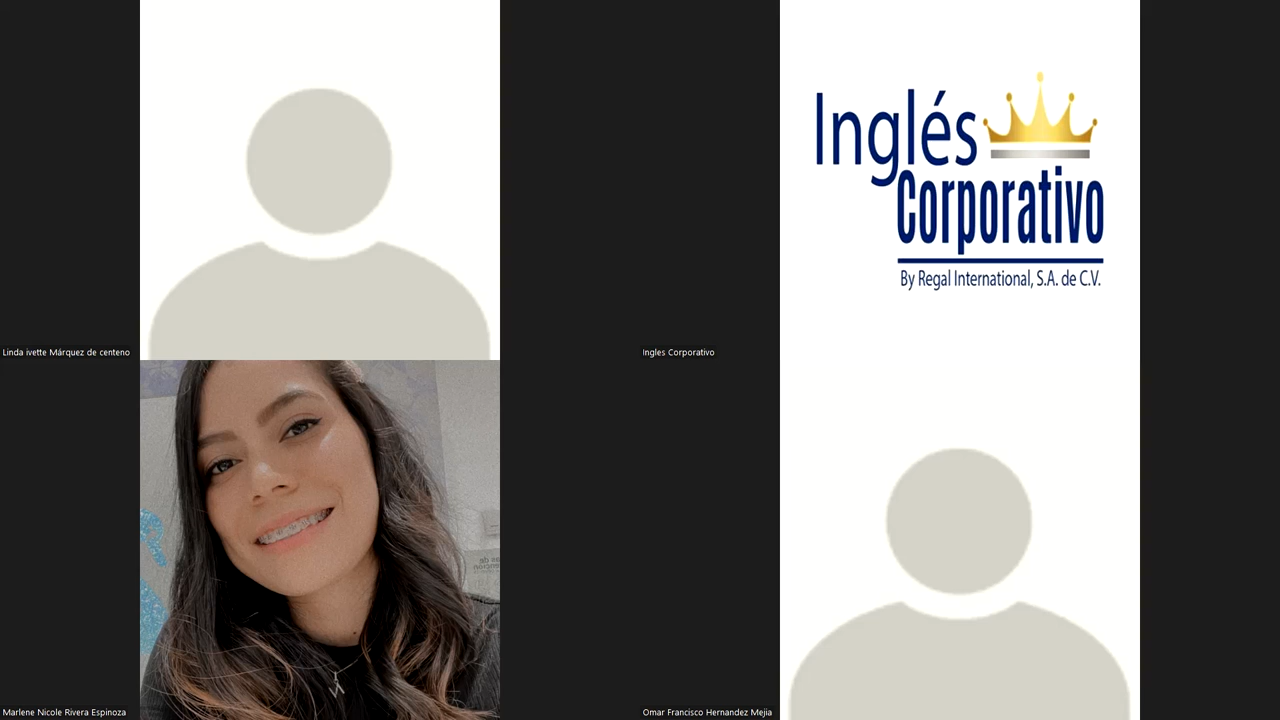 Inglés
Corporativo
By Regal International, S.A. de C.V.
Linda ivette Márquez de centeno
Ingles Corporativo
Marlene Nicole Rivera Espinoza
Omar Francisco Hernandez Mejia